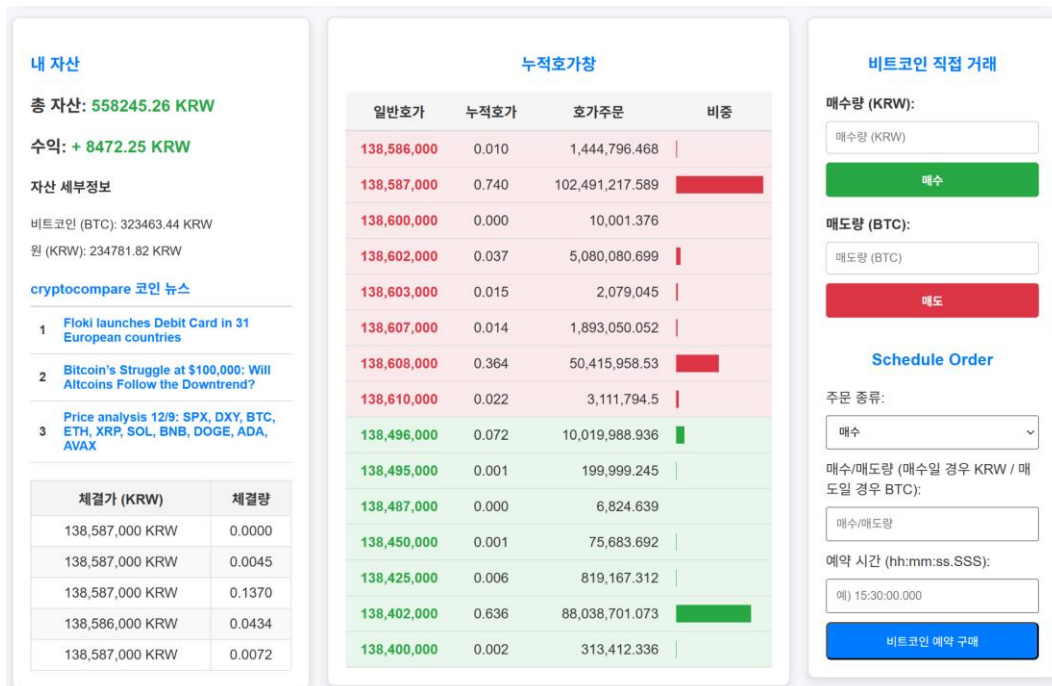 내 자산
총 자산: 558245.26 KRW
수익: + 8472.25 KRW
자산 세부정보
비트코인 (BTC): 323463.44 KRW
원 (KRW): 234781.82 KRW
cryptocompare 코인 뉴스
1 Floki launches Debit Card in 31
European countries
2 Bitcoin’s Struggle at $100,000: Will
Altcoins Follow the Downtrend?
3 Price analysis 12/9: SPX, DXY, BTC,
ETH, XRP, SOL, BNB, DOGE, ADA,
AVAX
체결가 (KRW) 체결량
138,587,000 KRW 0.0000
138,587,000 KRW 0.0045
138,587,000 KRW 0.1370
138,586,000 KRW 0.0434
138,587,000 KRW 0.0072
누적호가창
일반호가 누적호가 호가주문 비중
138,586,000 0.010 1,444,796.468
138,587,000 0.740 102,491,217.589
138,600,000 0.000 10,001.376
138,602,000 0.037 5,080,080.699
138,603,000 0.015 2,079,045
138,607,000 0.014 1,893,050.052
138,608,000 0.364 50,415,958.53
138,610,000 0.022 3,111,794.5
138,496,000 0.072 10,019,988.936
138,495,000 0.001 199,999.245
138,487,000 0.000 6,824.639
138,450,000 0.001 75,683.692
138,425,000 0.006 819,167.312
138,402,000 0.636 88,038,701.073
138,400,000 0.002 313,412.336
비트코인 직접 거래
매수량 (KRW):
매수량 (KRW)
매수
매도량 (BTC):
매도량 (BTC)
매도
Schedule Order
주문 종류:
매수
매수/매도량 (매수일 경우 KRW / 매
도일 경우 BTC):
매수/매도량
예약 시간 (hh:mm:ss.SSS):
예) 15:30:00.000
비트코인 예약 구매